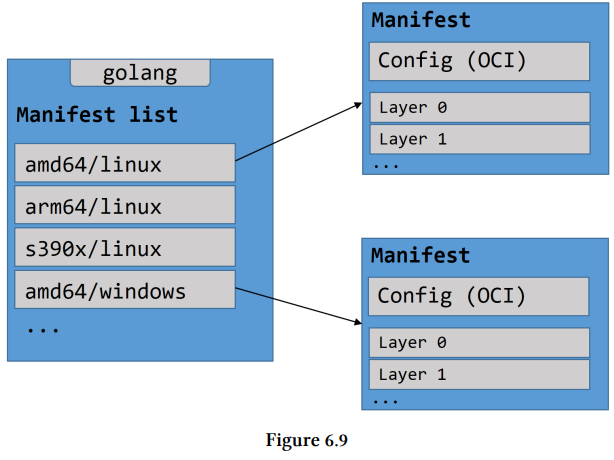 golang
Manifest list
amd64/linux
arm64/linux
s390x/linux
amd64/windows
...
Manifest
Config (OCI)
Layer 0
Layer 1
...
Manifest
Config (OCI)
Layer 0
Layer 1
...
Figure 6.9